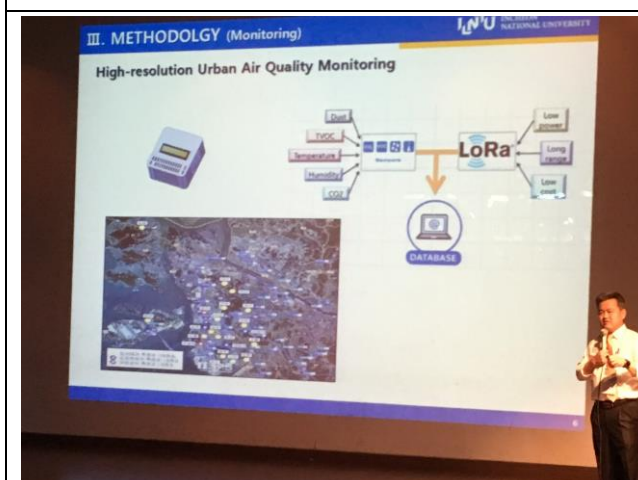 III. METHODOLGY (Monitoring)
INU INCHEON
NATIONAL UNIVERSITY
High-resolution Urban Air Quality Monitoring
Dust
TVOC
Temperature
Humidity
CO2
LoRa
Low
power
Long
range
Low
cost
DATABASE
6